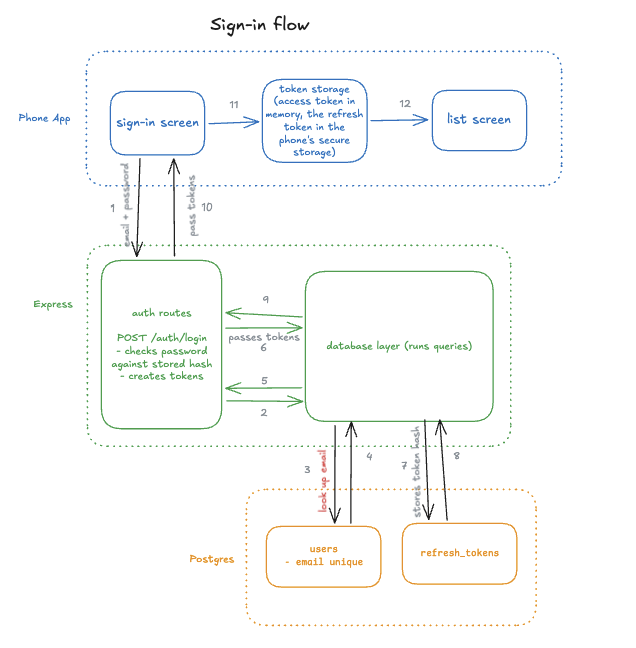 Sign-in flow
Phone App
sign-in screen
11
token storage
(access token in
memory, the refresh
token in the
phone's secure
storage)
12
list screen
1
email + password
pass tokens
10
Express
auth routes
POST /auth/login
- checks password
against stored hash
- creates tokens
9
passes tokens
6
5
2
database layer (runs queries)
3
look up email
4
7
stores token hash
8
Postgres
users
- email unique
refresh_tokens